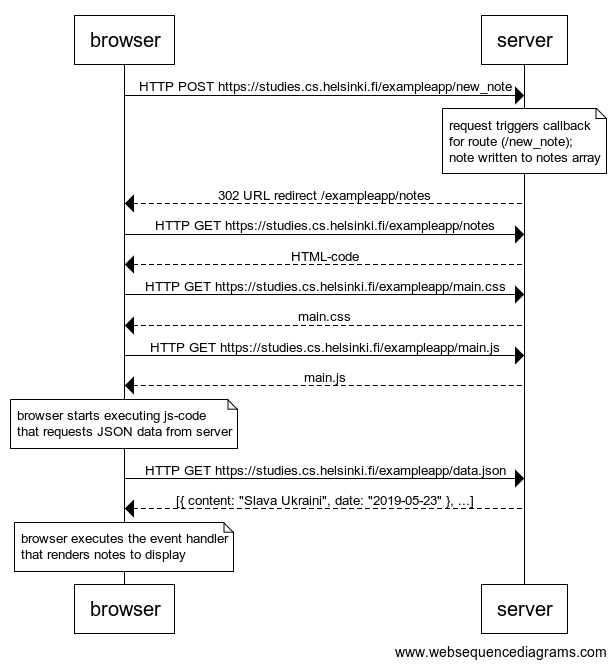 browser
server
HTTP POST https://studies.cs.helsinki.fi/exampleapp/new_note
request triggers callback
for route (/new_note);
note written to notes array
302 URL redirect /exampleapp/notes
HTTP GET https://studies.cs.helsinki.fi/exampleapp/notes
HTML-code
HTTP GET https://studies.cs.helsinki.fi/exampleapp/main.css
main.css
HTTP GET https://studies.cs.helsinki.fi/exampleapp/main.js
main.js
browser starts executing js-code
that requests JSON data from server
HTTP GET https://studies.cs.helsinki.fi/exampleapp/data.json
[{ content: "Slava Ukraini", date: "2019-05-23" }, ...]
browser executes the event handler
that renders notes to display
browser
server
www.websequencediagrams.com